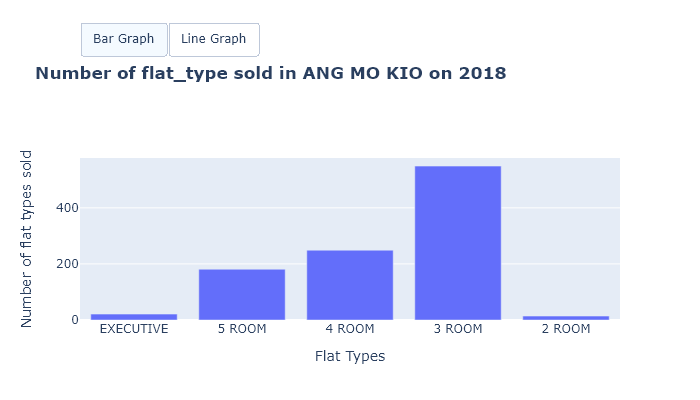 Bar Graph
Line Graph
Number of flat_type sold in ANG MO KIO on 2018
Number of flat types sold
400
200
0
EXECUTIVE
5 ROOM
4 ROOM
3 ROOM
2 ROOM
Flat Types